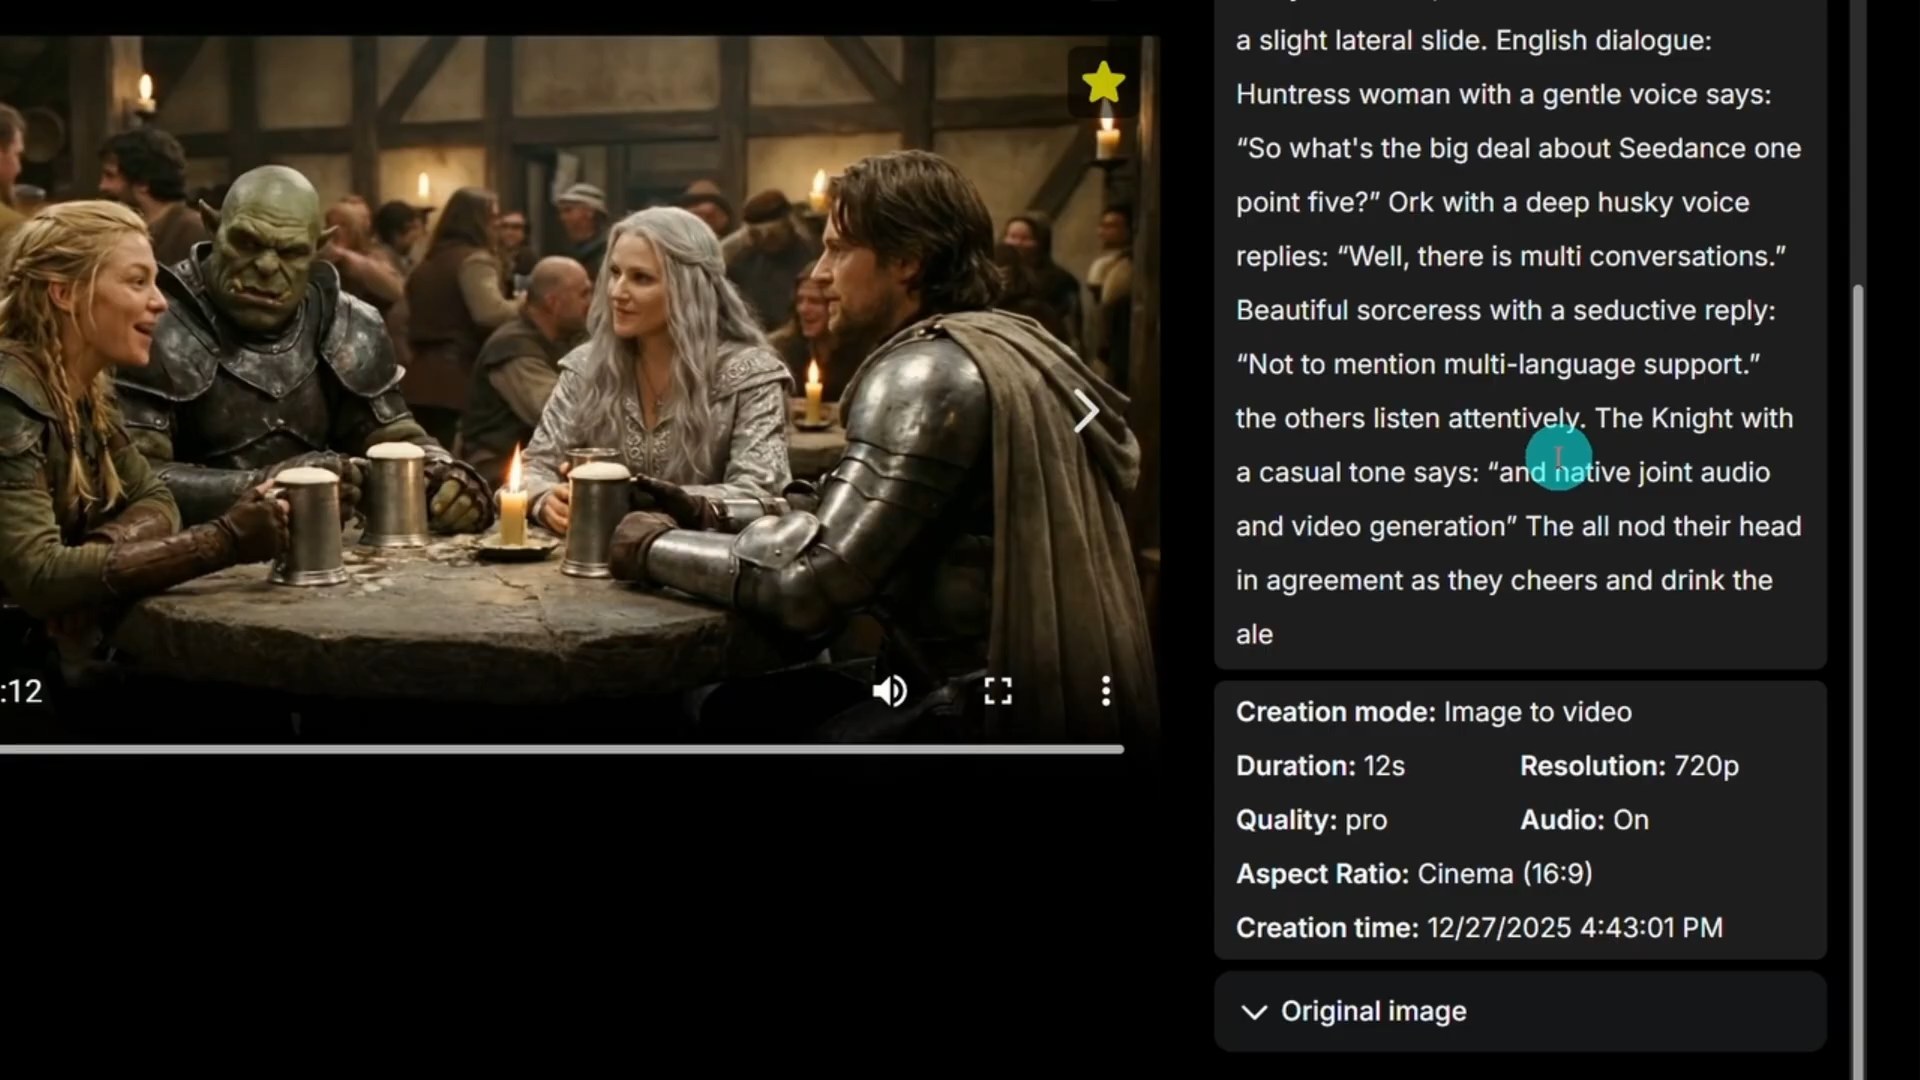 a slight lateral slide. English dialogue:
Huntress woman with a gentle voice says:
“So what's the big deal about Seedance one
point five?” Ork with a deep husky voice
replies: “Well, there is multi conversations.”
Beautiful sorceress with a seductive reply:
“Not to mention multi-language support.”
the others listen attentively. The Knight with
a casual tone says: “and native joint audio
and video generation” The all nod their head
in agreement as they cheers and drink the
ale
:12
Creation mode: Image to video
Duration: 12s Resolution: 720p
Quality: pro Audio: On
Aspect Ratio: Cinema (16:9)
Creation time: 12/27/2025 4:43:01 PM
Original image